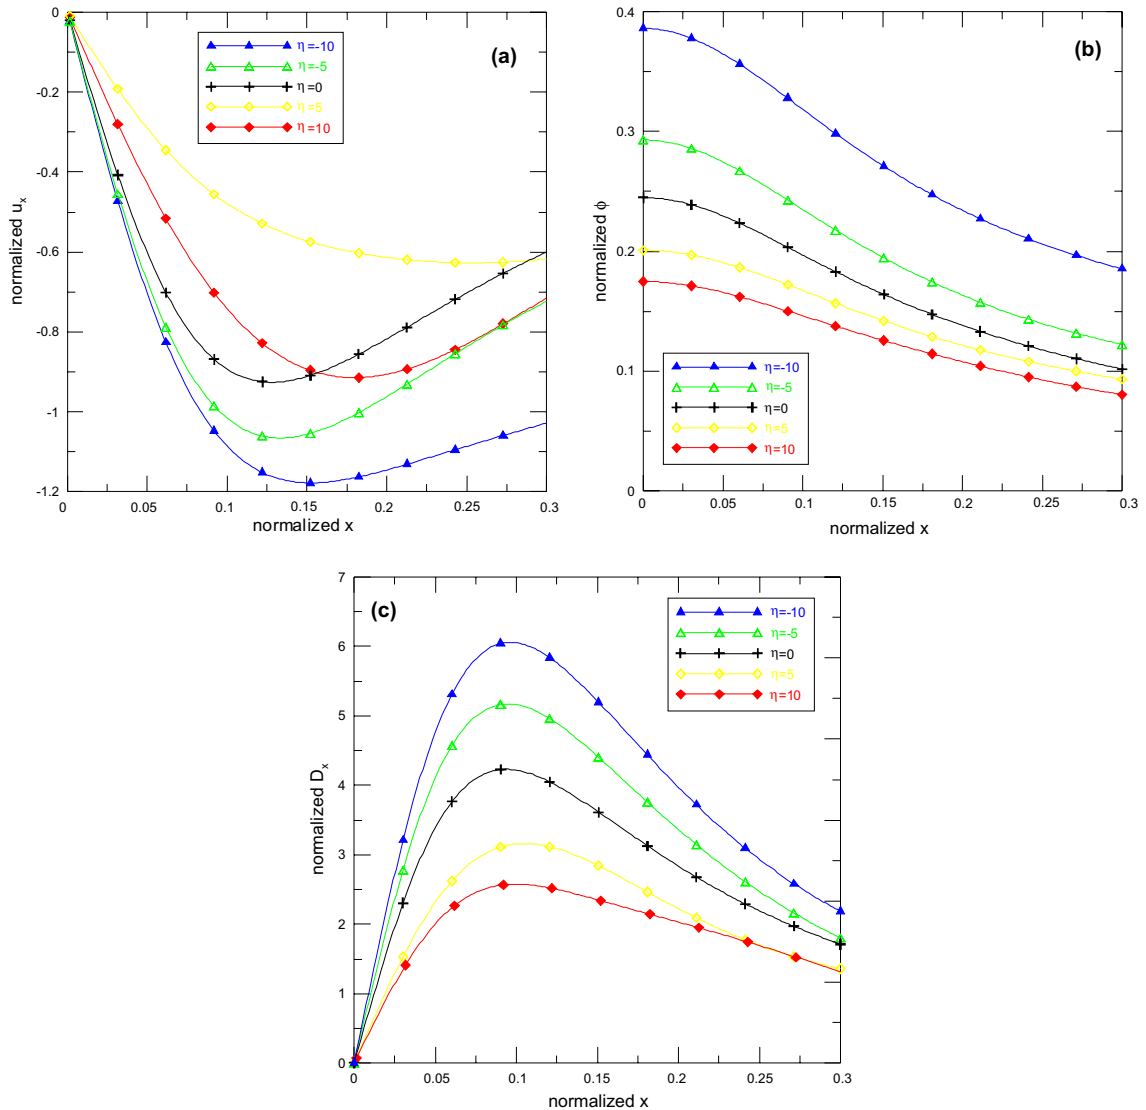 (a)
η=-10
η=-5
η=0
η=5
η=10
0
-0.2
-0.4
-0.6
-0.8
-1
-1.2
normalized uₓ
0 0.05 0.1 0.15 0.2 0.25 0.3
normalized x
(b)
0.4
0.3
0.2
0.1
0
normalized ϕ
η=-10
η=-5
η=0
η=5
η=10
0 0.05 0.1 0.15 0.2 0.25 0.3
normalized x
(c)
η=-10
η=-5
η=0
η=5
η=10
7
6
5
4
3
2
1
0
normalized Dₓ
0 0.05 0.1 0.15 0.2 0.25 0.3
normalized x